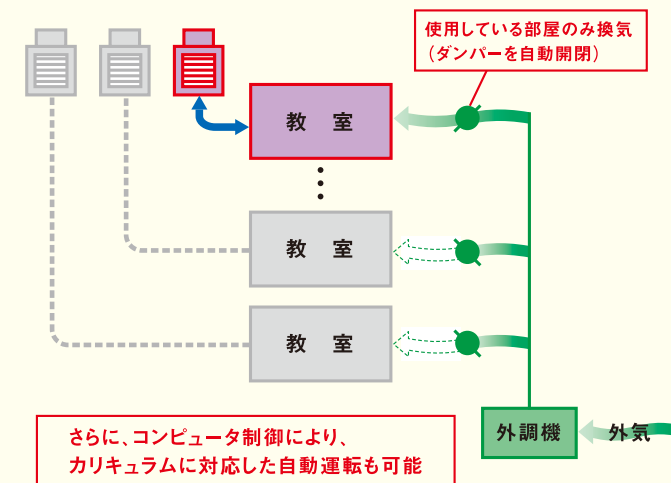 使用している部屋のみ換気
（ダンパーを自動開閉）
教 室
教 室
教 室
外調機
外気
さらに、コンピュータ制御により、
カリキュラムに対応した自動運転も可能